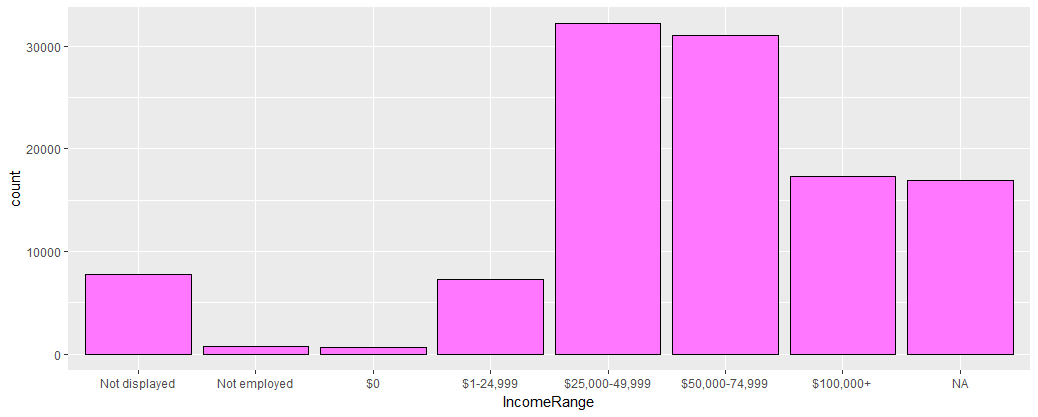 30000
20000
10000
0
count
Not displayed Not employed $0 $1-24,999 $25,000-49,999 $50,000-74,999 $100,000+ NA
IncomeRange